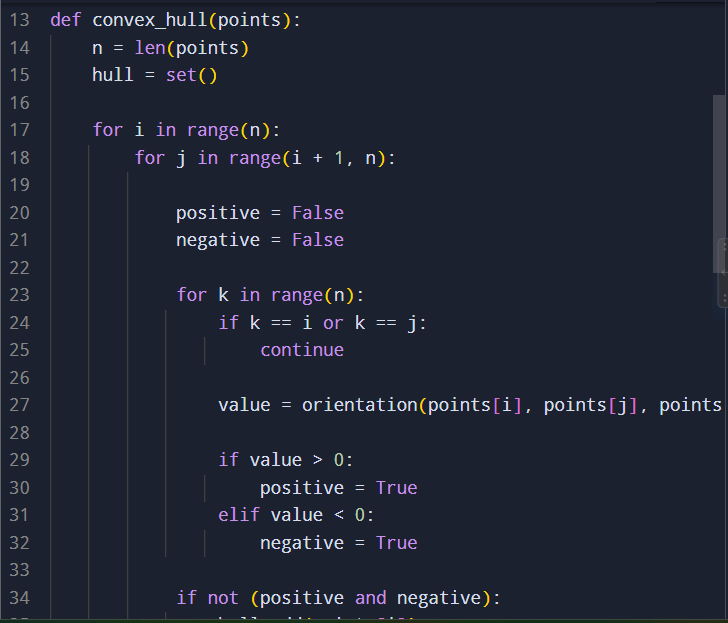 13 def convex_hull(points):
14     n = len(points)
15     hull = set()
16
17     for i in range(n):
18         for j in range(i + 1, n):
19
20             positive = False
21             negative = False
22
23             for k in range(n):
24                 if k == i or k == j:
25                     continue
26
27                 value = orientation(points[i], points[j], points
28
29                 if value > 0:
30                     positive = True
31                 elif value < 0:
32                     negative = True
33
34             if not (positive and negative):